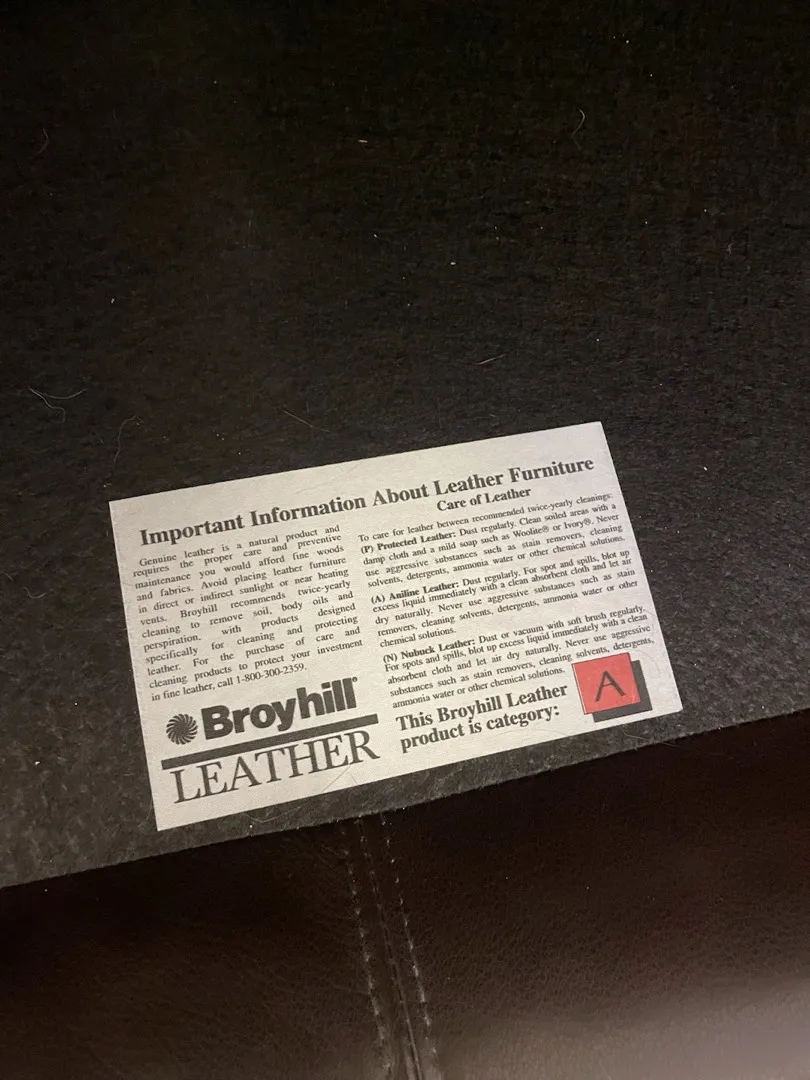 Important Information About Leather Furniture
Genuine leather is a natural product and
requires the proper care and preventive
maintenance you would afford fine woods
and fabrics. Avoid placing leather furniture
in direct or indirect sunlight or near heating
vents. Broyhill recommends twice-yearly
cleaning to remove soil, body oils and
perspiration, with products designed
specifically for cleaning and protecting
leather. For the purchase of care and
cleaning products to protect your investment
in fine leather, call 1-800-300-2359.
Broyhill®
LEATHER
Care of Leather
To care for leather between recommended twice-yearly cleanings:
(P) Protected Leather: Dust regularly. Clean soiled areas with a
damp cloth and a mild soap such as Woolite® or Ivory®. Never
use aggressive substances such as stain removers, cleaning
solvents, detergents, ammonia water or other chemical solutions.
(A) Aniline Leather: Dust regularly. For spot and spills, blot up
excess liquid immediately with a clean absorbent cloth and let air
dry naturally. Never use aggressive substances such as stain
removers, cleaning solvents, detergents, ammonia water or other
chemical solutions.
(N) Nubuck Leather: Dust or vacuum with soft brush regularly.
For spots and spills, blot up excess liquid immediately with a clean
absorbent cloth and let air dry naturally. Never use aggressive
substances such as stain removers, cleaning solvents, detergents,
ammonia water or other chemical solutions.
This Broyhill Leather
product is category:
A